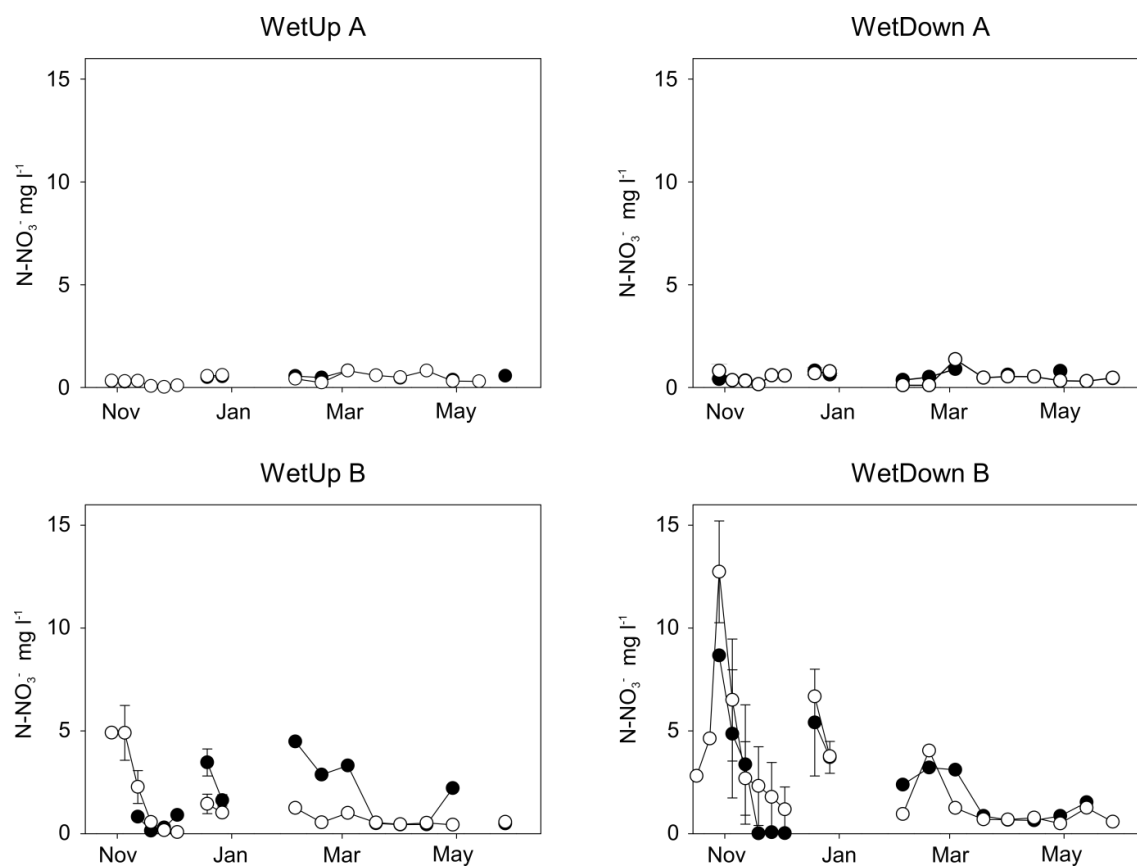 WetUp A
WetDown A
15
10
5
0
N-NO₃⁻ mg l⁻¹
Nov Jan Mar May
15
10
5
0
N-NO₃⁻ mg l⁻¹
Nov Jan Mar May
WetUp B
WetDown B
15
10
5
0
N-NO₃⁻ mg l⁻¹
Nov Jan Mar May
15
10
5
0
N-NO₃⁻ mg l⁻¹
Nov Jan Mar May